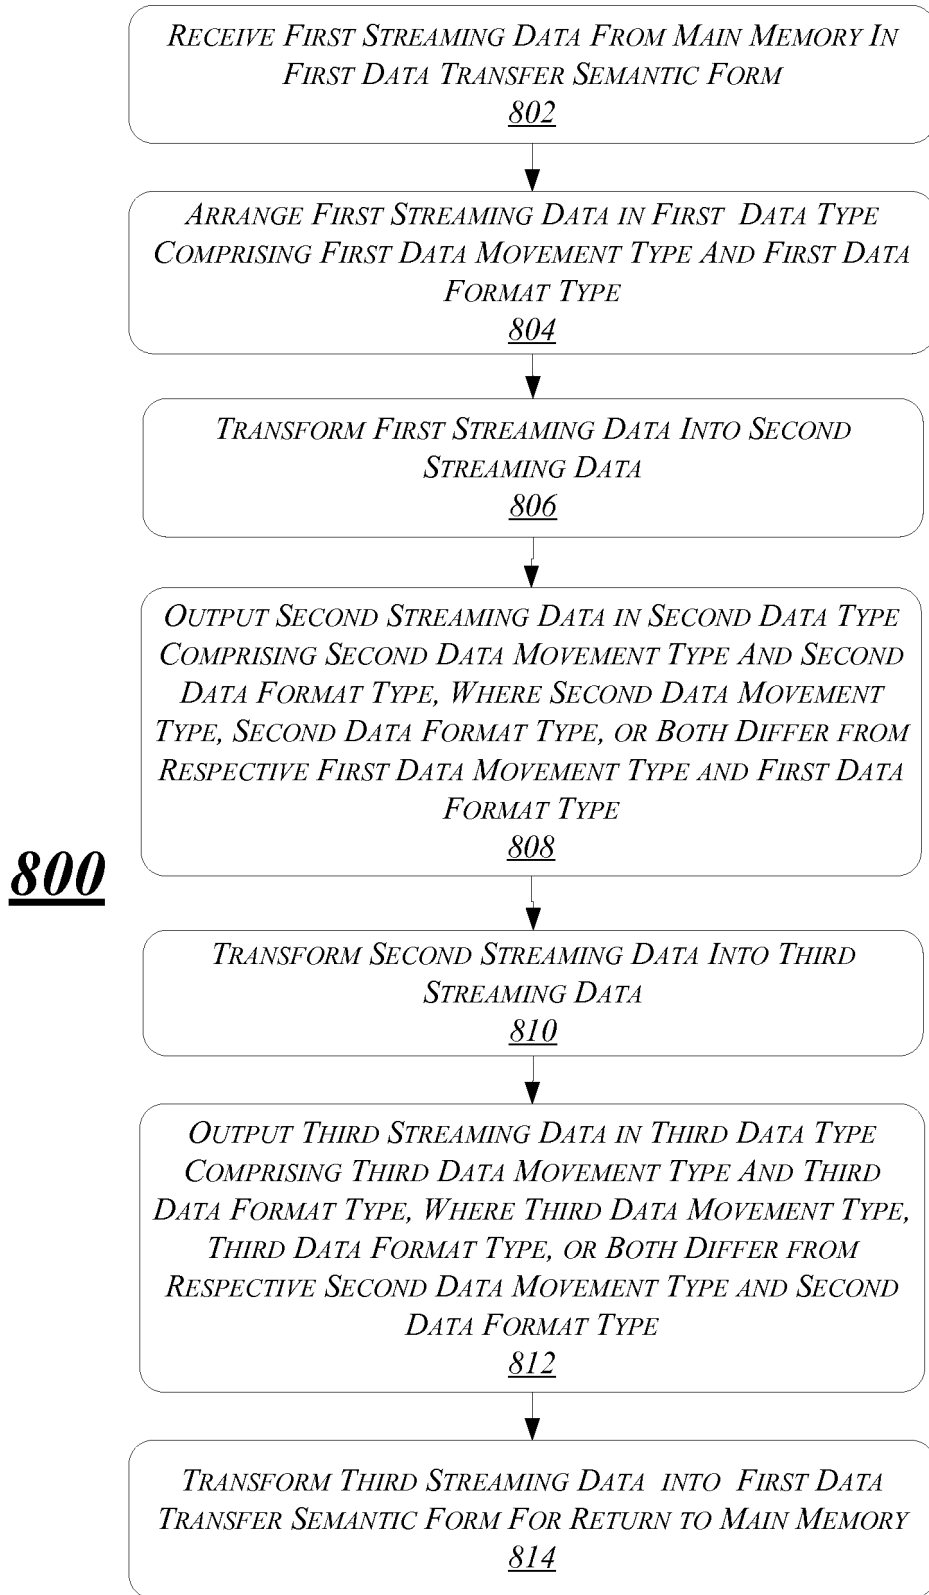 RECEIVE FIRST STREAMING DATA FROM MAIN MEMORY IN
FIRST DATA TRANSFER SEMANTIC FORM
802
ARRANGE FIRST STREAMING DATA IN FIRST DATA TYPE
COMPRISING FIRST DATA MOVEMENT TYPE AND FIRST DATA
FORMAT TYPE
804
TRANSFORM FIRST STREAMING DATA INTO SECOND
STREAMING DATA
806
OUTPUT SECOND STREAMING DATA IN SECOND DATA TYPE
COMPRISING SECOND DATA MOVEMENT TYPE AND SECOND
DATA FORMAT TYPE, WHERE SECOND DATA MOVEMENT
TYPE, SECOND DATA FORMAT TYPE, OR BOTH DIFFER FROM
RESPECTIVE FIRST DATA MOVEMENT TYPE AND FIRST DATA
FORMAT TYPE
808
800
TRANSFORM SECOND STREAMING DATA INTO THIRD
STREAMING DATA
810
OUTPUT THIRD STREAMING DATA IN THIRD DATA TYPE
COMPRISING THIRD DATA MOVEMENT TYPE AND THIRD
DATA FORMAT TYPE, WHERE THIRD DATA MOVEMENT TYPE,
THIRD DATA FORMAT TYPE, OR BOTH DIFFER FROM
RESPECTIVE SECOND DATA MOVEMENT TYPE AND SECOND
DATA FORMAT TYPE
812
TRANSFORM THIRD STREAMING DATA INTO FIRST DATA
TRANSFER SEMANTIC FORM FOR RETURN TO MAIN MEMORY
814